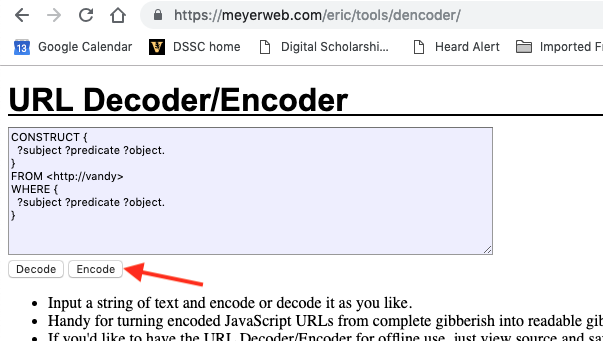 https://meyerweb.com/eric/tools/dencoder/
13 Google Calendar V DSSC home Digital Scholarshi… Heard Alert Imported F
URL Decoder/Encoder
CONSTRUCT {
?subject ?predicate ?object.
}
FROM <http://vandy>
WHERE {
?subject ?predicate ?object.
}
Decode Encode
• Input a string of text and encode or decode it as you like.
• Handy for turning encoded JavaScript URLs from complete gibberish into readable gib
• If you'd like to have the URL Decoder/Encoder for offline use, just view source and sa